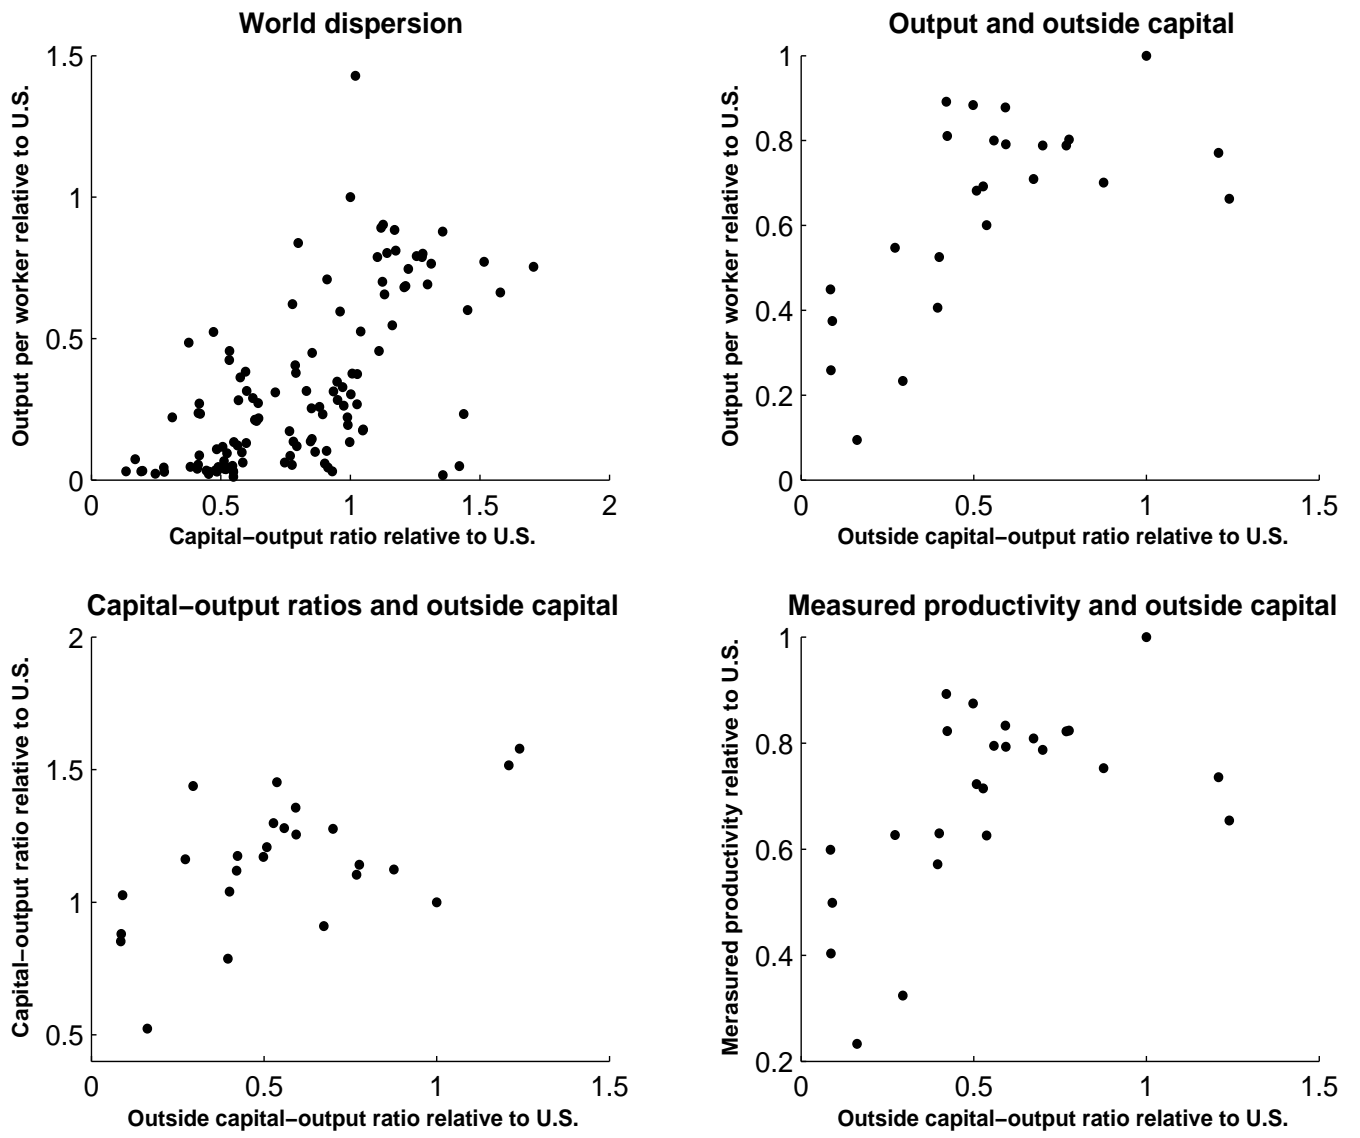 World dispersion
Output per worker relative to U.S.
1.5
1
0.5
0
0 0.5 1 1.5 2
Capital–output ratio relative to U.S.
Output and outside capital
Output per worker relative to U.S.
1
0.8
0.6
0.4
0.2
0
0 0.5 1 1.5
Outside capital–output ratio relative to U.S.
Capital–output ratios and outside capital
Capital–output ratio relative to U.S.
2
1.5
1
0.5
0 0.5 1 1.5
Outside capital–output ratio relative to U.S.
Measured productivity and outside capital
Merasured productivity relative to U.S.
1
0.8
0.6
0.4
0.2
0 0.5 1 1.5
Outside capital–output ratio relative to U.S.